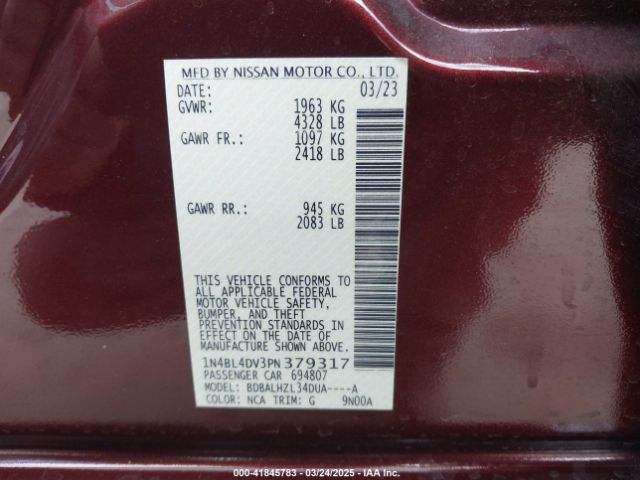 MFD BY NISSAN MOTOR CO., LTD.
DATE: 03/23
GVWR: 1963 KG
4328 LB
GAWR FR.: 1097 KG
2418 LB
GAWR RR.: 945 KG
2083 LB
THIS VEHICLE CONFORMS TO
ALL APPLICABLE FEDERAL
MOTOR VEHICLE SAFETY,
BUMPER, AND THEFT
PREVENTION STANDARDS IN
EFFECT ON THE DATE OF
MANUFACTURE SHOWN ABOVE.
1N4BL4DV3PN379317
PASSENGER CAR 694807
MODEL: BDBALHZL34DUA----A
COLOR: NCA TRIM: G 9N00A
000-41845783 - 03/24/2025 - IAA Inc.